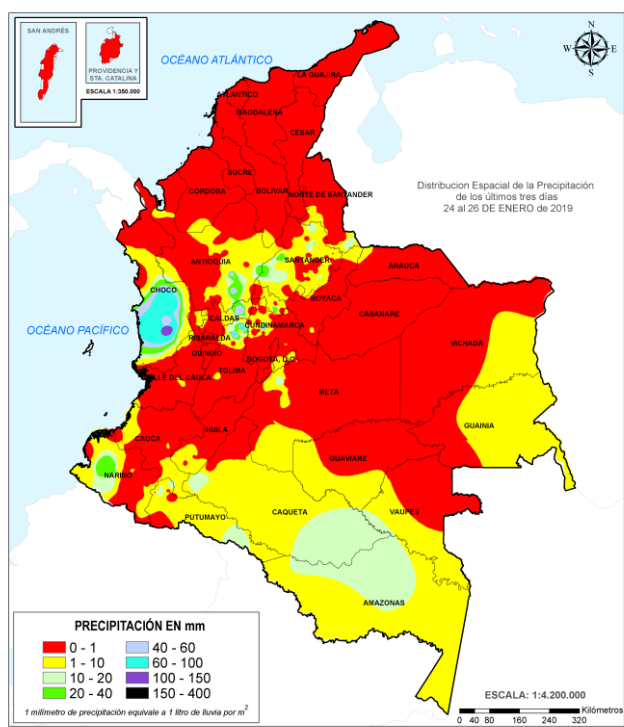 SAN ANDRÉS
PROVIDENCIA Y
STA. CATALINA
ESCALA 1:350.000
OCÉANO ATLÁNTICO
N
W
E
S
LA GUAJIRA
ATLANTICO
MAGDALENA
CESAR
SUCRE
CORDOBA
BOLIVAR
NORTE DE SANTANDER
Distribucion Espacial de la Precipitación
de los últimos tres días
24 al 26 DE ENERO de 2019
ANTIOQUIA
SANTANDER
ARAUCA
CHOCO
BOYACA
CASANARE
OCÉANO PACÍFICO
CALDAS
CUNDINAMARCA
RISARALDA
VICHADA
QUINDIO
BOGOTA, D.C.
VALLE DEL CAUCA
TOLIMA
META
GUAINIA
CAUCA
HUILA
GUAVIARE
NARIÑO
PUTUMAYO
CAQUETA
VAUPES
AMAZONAS
PRECIPITACIÓN EN mm
0 - 1
40 - 60
1 - 10
60 - 100
10 - 20
100 - 150
20 - 40
150 - 400
1 milímetro de precipitación equivale a 1 litro de lluvia por m²
ESCALA: 1:4.200.000
Kilómetros
0 40 80 160 240 320